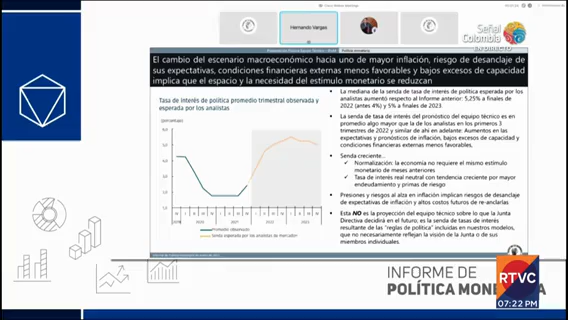 Señal
Colombia
EN DIRECTO
Hernando Vargas
El cambio del escenario macroeconómico hacia uno de mayor inflación, riesgo de desanclaje de
sus expectativas, condiciones financieras externas menos favorables y bajos excesos de capacidad
implica que el espacio y la necesidad del estímulo monetario se reduzcan
Tasa de interés de política promedio trimestral observada y
esperada por los analistas
(porcentaje)
Promedio observado
Senda esperada por los analistas de mercados
La mediana de la senda de tasa de interés de política esperada por los
analistas aumentó respecto al Informe anterior: 5,25% a finales de
2022 (antes 4%) y 5% a finales de 2023.
La senda de tasa de interés del pronóstico del equipo técnico es en
promedio algo mayor que la de los analistas en los primeros 3
trimestres de 2022 y similar de ahí en adelante: Aumentos en las
expectativas y pronósticos de inflación, bajos excesos de capacidad y
condiciones financieras externas menos favorables,
Senda creciente...
Normalización: la economía no requiere el mismo estímulo
monetario de meses anteriores
Tasa de interés real neutral con tendencia creciente por mayor
endeudamiento y primas de riesgo
Presiones y riesgos al alza en inflación implican riesgos de desanclaje
de expectativas de inflación y altos costos futuros de re-anclarlas
Esta NO es la proyección del equipo técnico sobre lo que la Junta
Directiva decidirá en el futuro; es la senda de tasas de interés
resultante de las "reglas de política" incluidas en nuestros modelos,
que no necesariamente reflejan la visión de la Junta o de sus
miembros individuales.
INFORME DE
POLÍTICA MONE
A
RTVC
07:22 PM